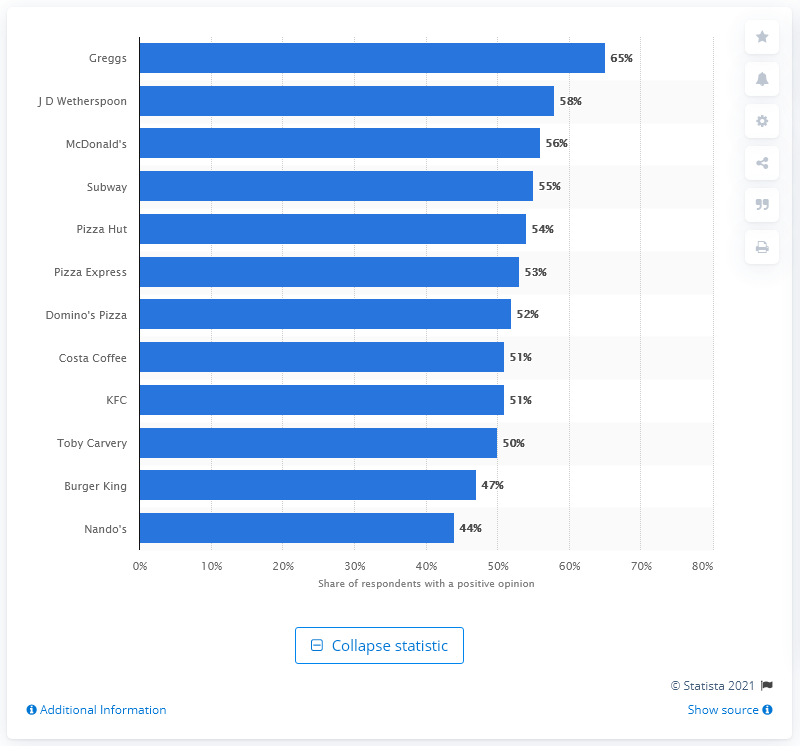 Greggs 65%
J D Wetherspoon 58%
McDonald's 56%
Subway 55%
Pizza Hut 54%
Pizza Express 53%
Domino's Pizza 52%
Costa Coffee 51%
KFC 51%
Toby Carvery 50%
Burger King 47%
Nando's 44%
0% 10% 20% 30% 40% 50% 60% 70% 80%
Share of respondents with a positive opinion
Collapse statistic
© Statista 2021
Additional Information Show source